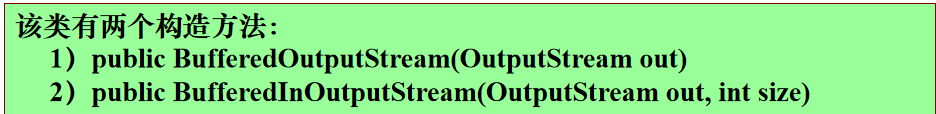 该类有两个构造方法：
1）public BufferedOutputStream(OutputStream out)
2）public BufferedInOutputStream(OutputStream out, int size)